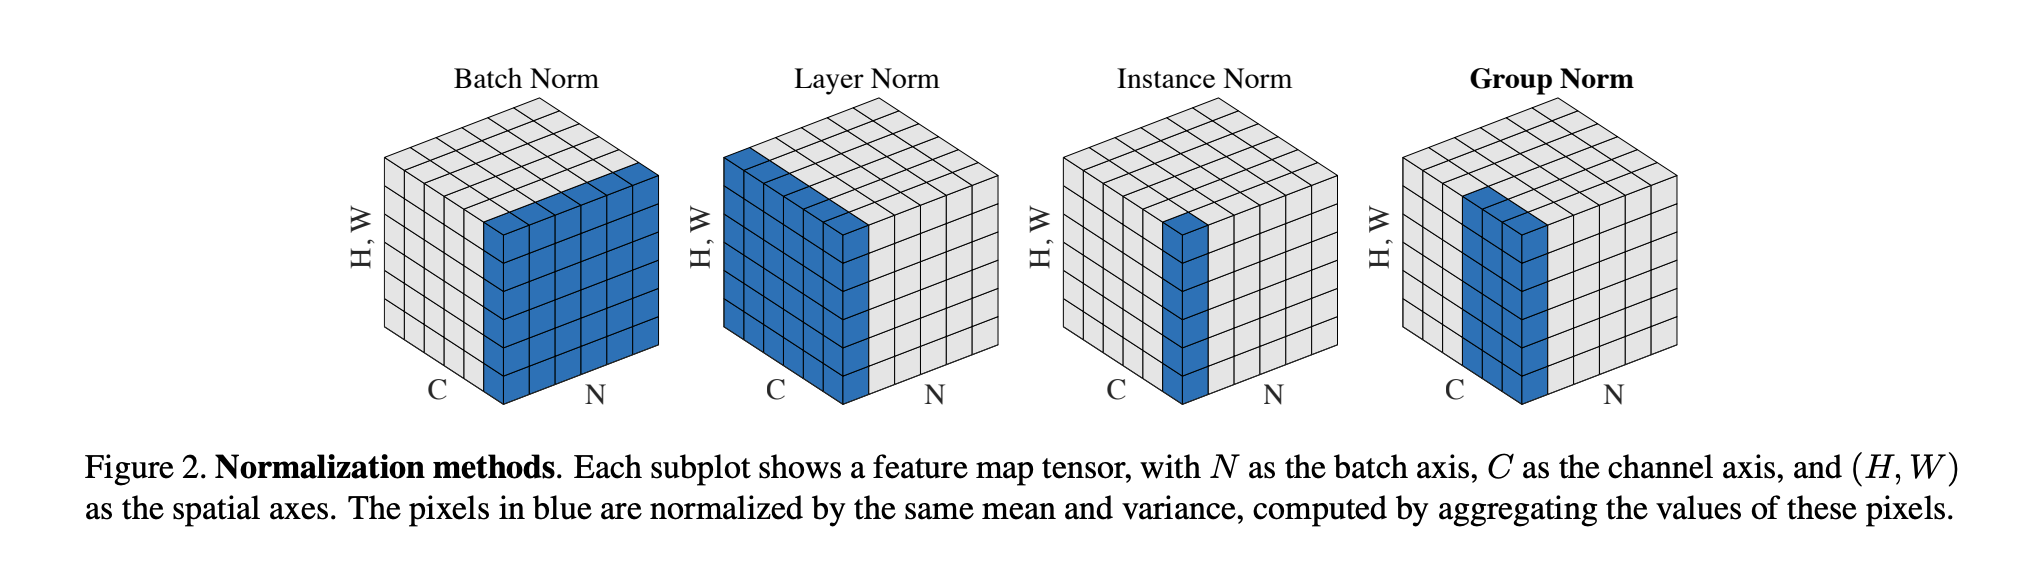 Batch Norm
Layer Norm
Instance Norm
Group Norm
H, W
C
N
H, W
C
N
H, W
C
N
H, W
C
N
Figure 2. Normalization methods. Each subplot shows a feature map tensor, with N as the batch axis, C as the channel axis, and (H, W)
as the spatial axes. The pixels in blue are normalized by the same mean and variance, computed by aggregating the values of these pixels.